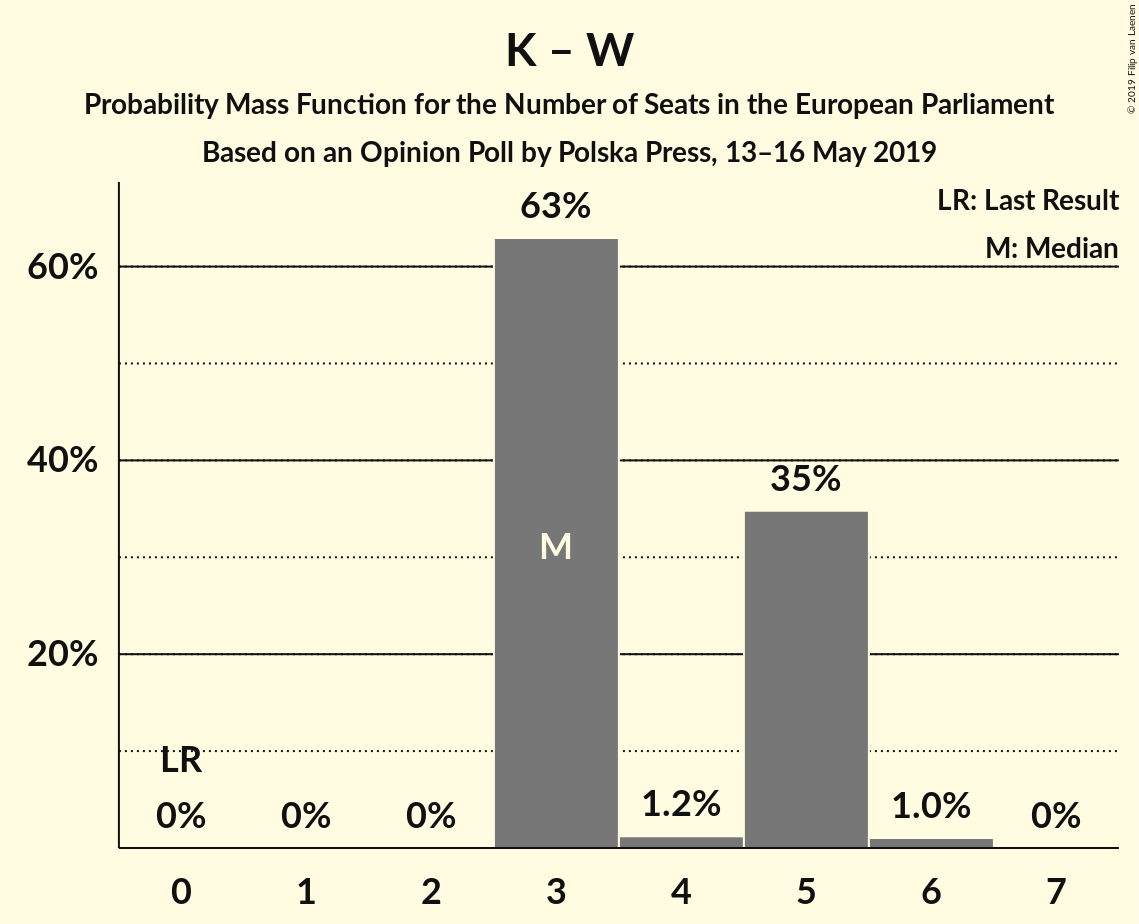 K – W
Probability Mass Function for the Number of Seats in the European Parliament
Based on an Opinion Poll by Polska Press, 13–16 May 2019
© 2019 Filip van Laenen
LR: Last Result
M: Median
63%
60%
40%
35%
M
20%
LR
0%
0%
0%
1.2%
1.0%
0%
0
1
2
3
4
5
6
7